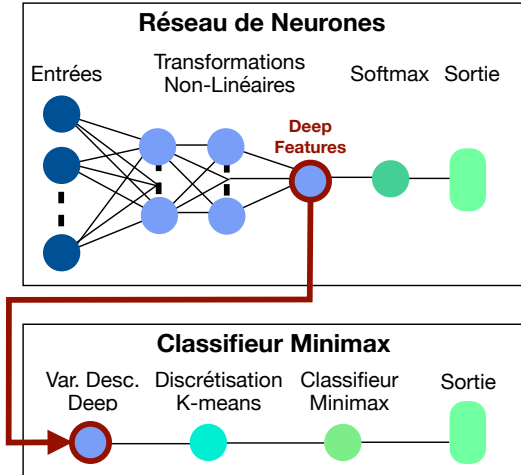 Réseau de Neurones
Entrées
Transformations
Non-Linéaires
Softmax
Sortie
Deep
Features
Classifieur Minimax
Var. Desc.
Deep
Discrétisation
K-means
Classifieur
Minimax
Sortie